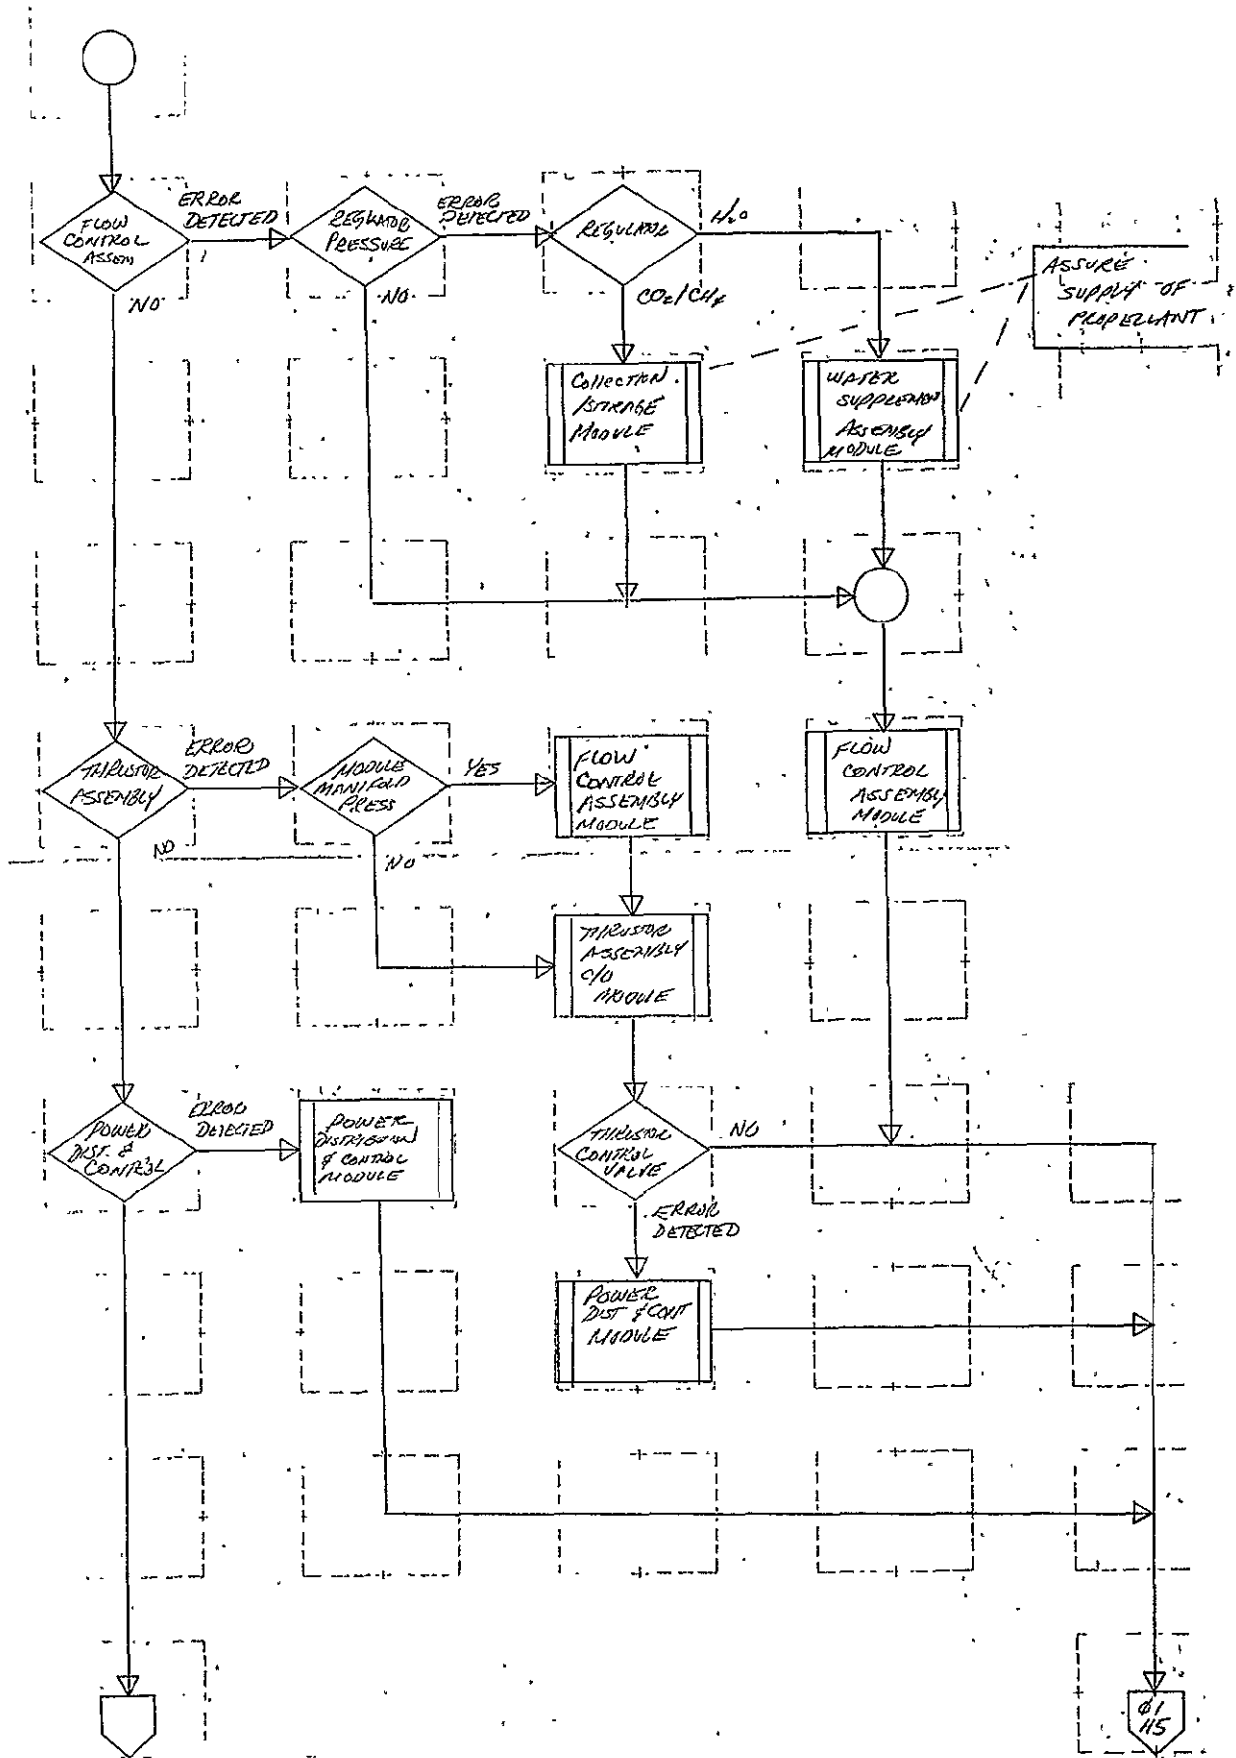 FLOW
CONTROL
ASSEM
ERROR
DETECTED
NO.
REGULATOR
PRESSURE
ERROR
DETECTED
NO.
REGULATOR
H2O
CO2/CH4
ASSURE
SUPPLY OF
PROPELLANT
COLLECTION
/STORAGE
MODULE
WATER
SUPPLEMEN
ASSEMBLY
MODULE
THRUSTOR
ASSEMBLY
ERROR
DETECTED
NO
MODULE
MANIFOLD
PRESS
YES
NO
FLOW
CONTROL
ASSEMBLY
MODULE
FLOW
CONTROL
ASSEMBLY
MODULE
THRUSTOR
ASSEMBLY
C/O
MODULE
POWER
DIST. &
CONTROL
ERROR
DETECTED
POWER
DISTRIBUTION
& CONTROL
MODULE
THRUSTOR
CONTROL
VALVE
NO
ERROR
DETECTED
POWER
DIST & CONT
MODULE
Ø1
H5